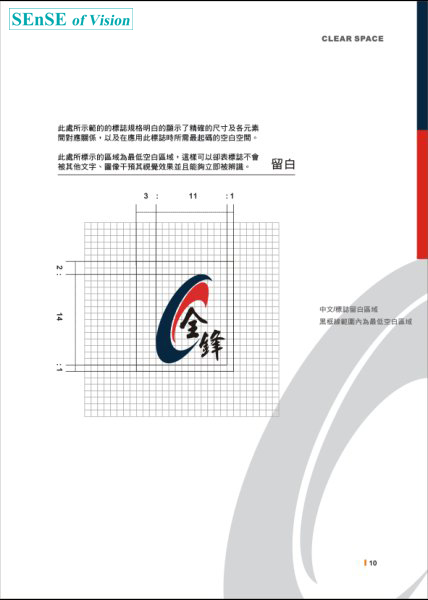 SEnSE of Vision
CLEAR SPACE
此處所示範的的標誌規格明白的顯示了精確的尺寸及各元素
間對應關係，以及在應用此標誌時所需最起碼的空白空間。
此處所標示的區域為最低空白區域，這樣可以卻表標誌不會
被其他文字、圖像干預其視覺效果並且能夠立即被辨識。
留白
3 : 11 : 1
2 : 14 : 1
全鋒
中文/標誌留白區域
黑框線範圍內為最低空白區域
10